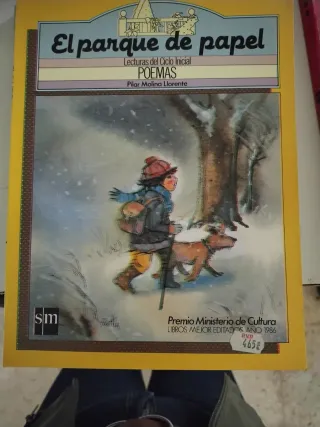 El parque de papel
Lecturas del Ciclo Inicial
POEMAS
Pilar Molina Llorente
sm
Premio Ministerio de Cultura
LIBROS MEJOR EDITADOS AÑO 1986